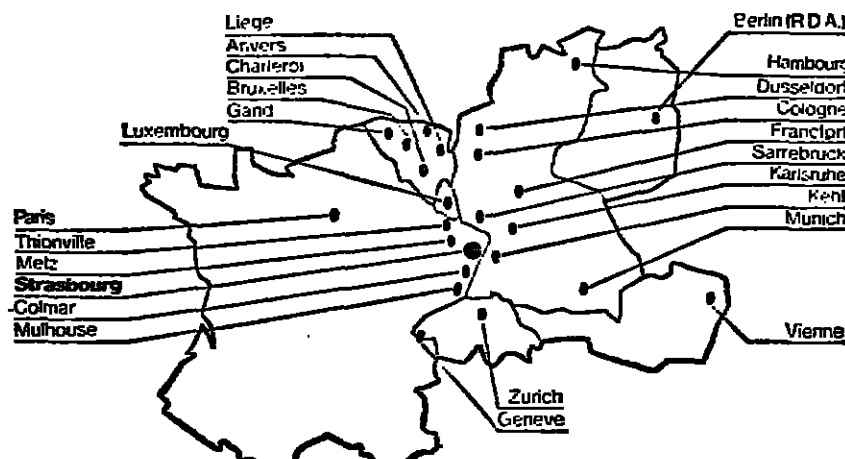 Liege
Anvers
Charleroi
Bruxelles
Gand
Luxembourg
Paris
Thionville
Metz
Strasbourg
Colmar
Mulhouse
Berlin (R D A.)
Hambourg
Dusseldorf
Cologne
Francfort
Sarrebruck
Karlsruhe
Kehl
Munich
Vienne
Zurich
Geneve